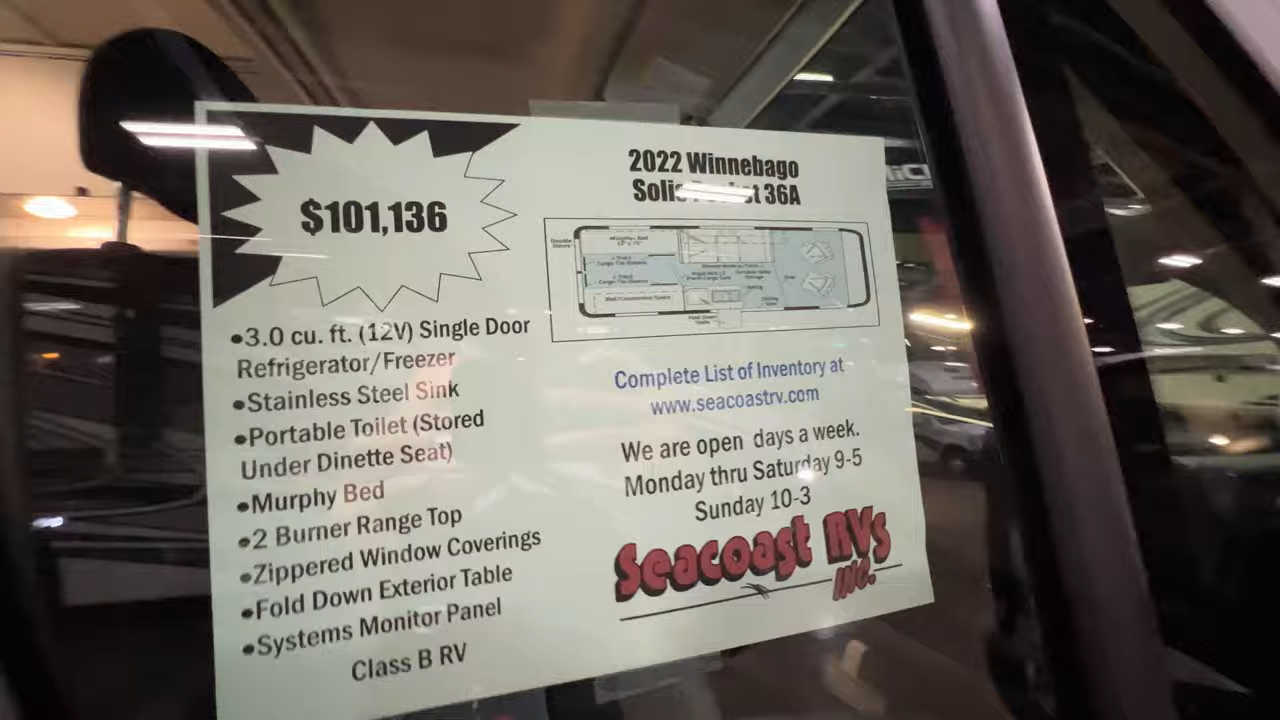 $101,136
•3.0 cu. ft. (12V) Single Door
Refrigerator/Freezer
•Stainless Steel Sink
•Portable Toilet (Stored
Under Dinette Seat)
•Murphy Bed
•2 Burner Range Top
•Zippered Window Coverings
•Fold Down Exterior Table
•Systems Monitor Panel
Class B RV
2022 Winnebago
Solis 36A
Murphy Bed
Complete List of Inventory at
www.seacoastrv.com
We are open days a week.
Monday thru Saturday 9-5
Sunday 10-3
Seacoast RVs
Inc.